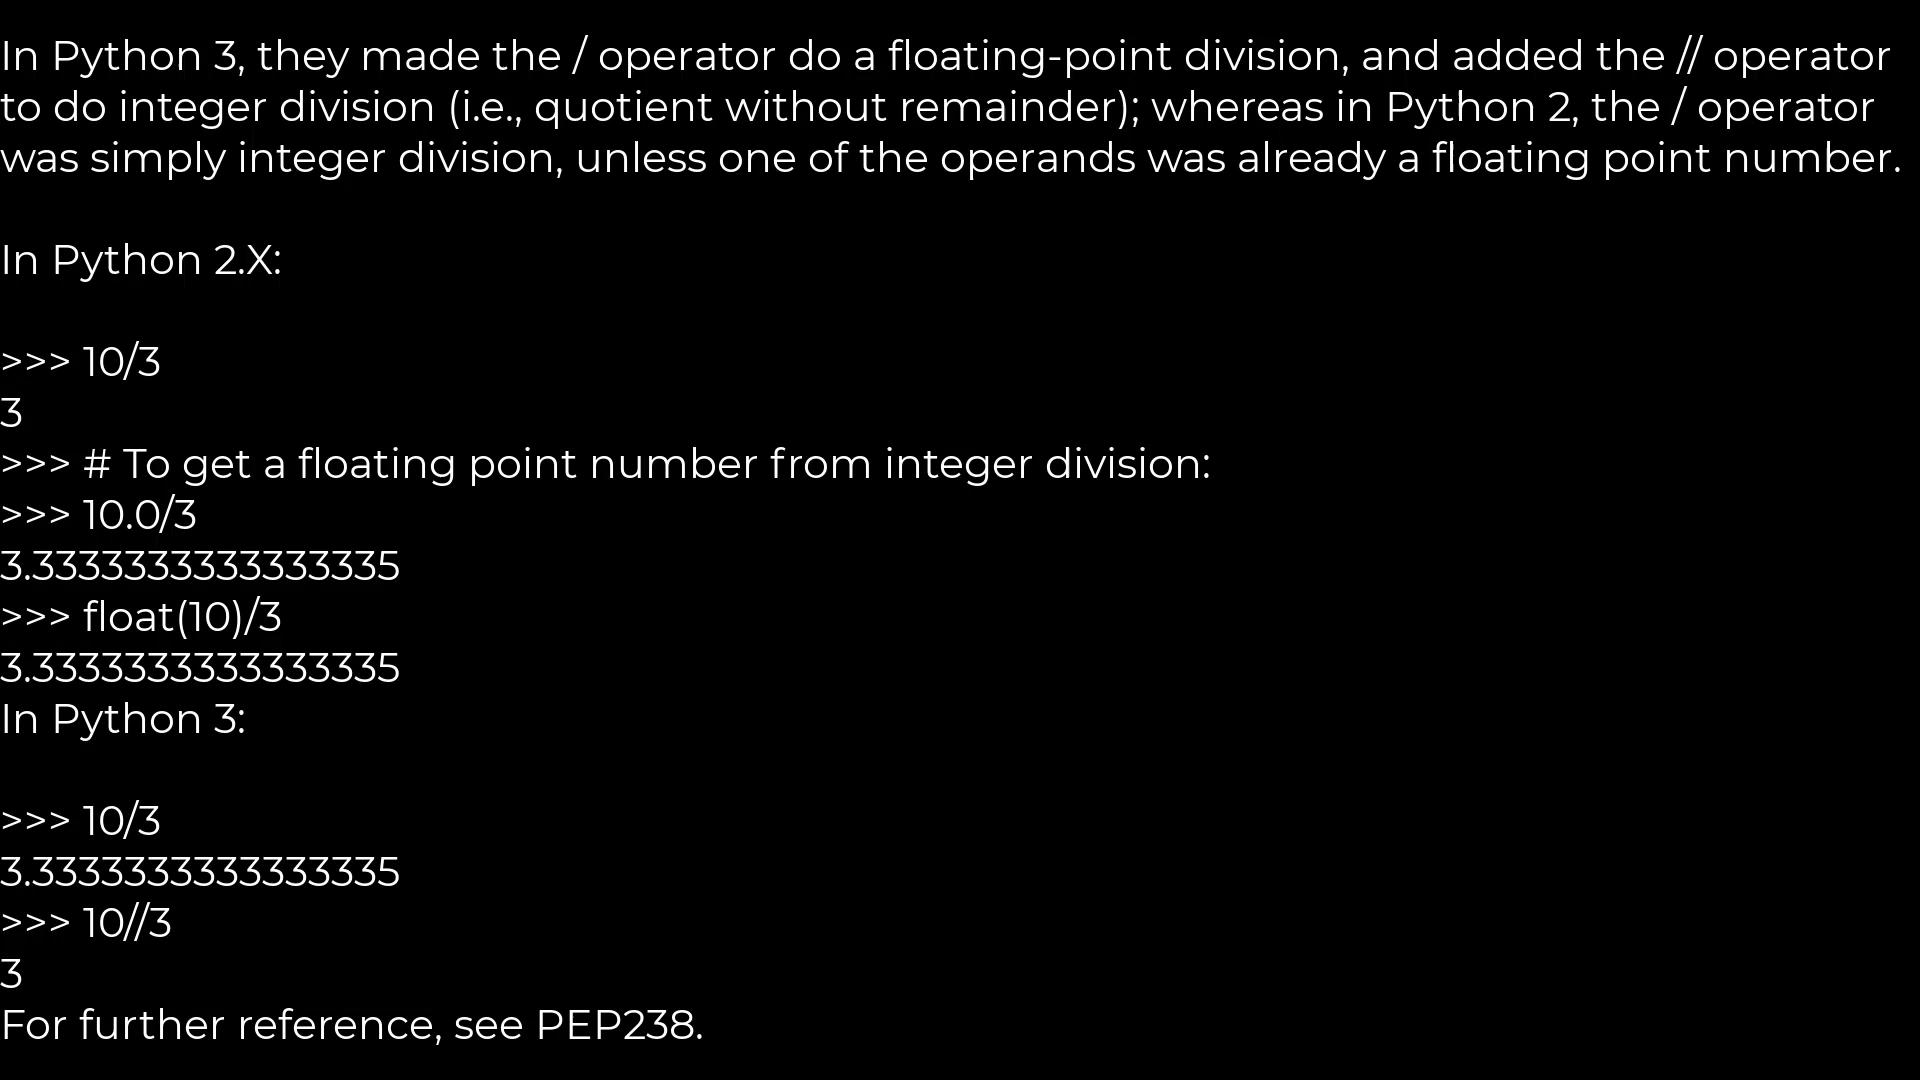 In Python 3, they made the / operator do a floating-point division, and added the // operator
to do integer division (i.e., quotient without remainder); whereas in Python 2, the / operator
was simply integer division, unless one of the operands was already a floating point number.
In Python 2.X:
>>> 10/3
3
>>> # To get a floating point number from integer division:
>>> 10.0/3
3.3333333333333335
>>> float(10)/3
3.3333333333333335
In Python 3:
>>> 10/3
3.3333333333333335
>>> 10//3
3
For further reference, see PEP238.